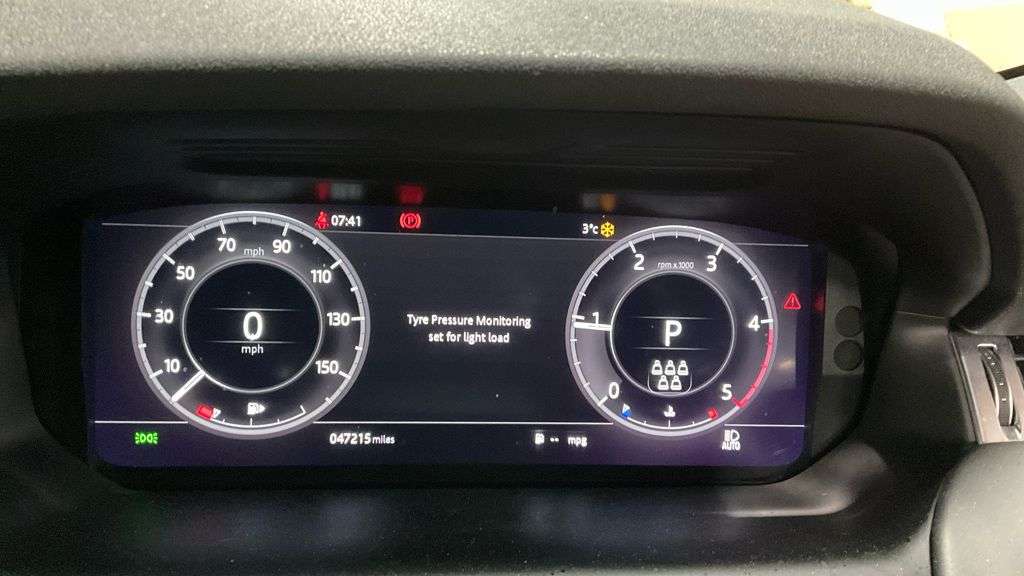 07:41
P
3°C
70 mph 90
50
110
30
130
10
150
0
mph
Tyre Pressure Monitoring
set for light load
2 rpm x 1000 3
1
4
P
0
5
047215 miles
-- mpg
AUTO